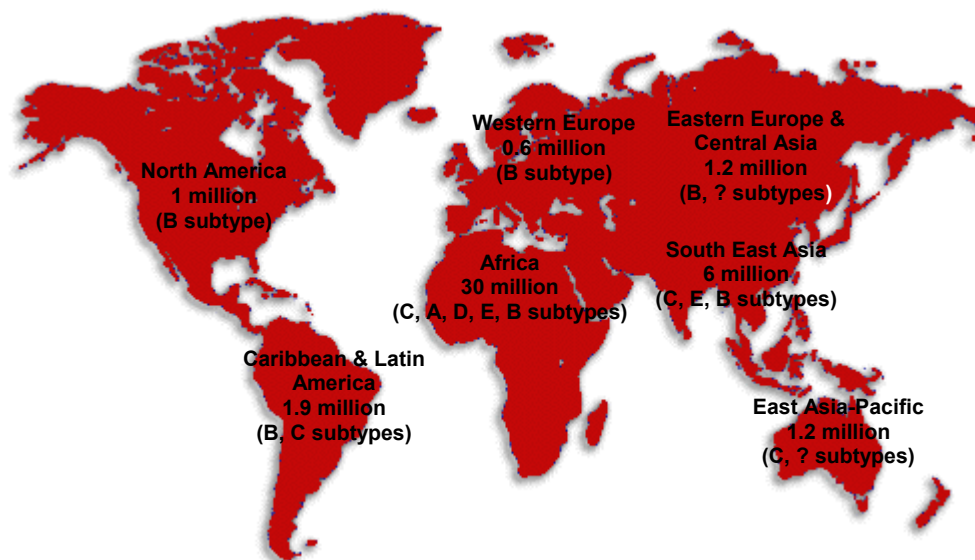 North America
1 million
(B subtype)
Western Europe
0.6 million
(B subtype)
Eastern Europe &
Central Asia
1.2 million
(B, ? subtypes)
Africa
30 million
(C, A, D, E, B subtypes)
South East Asia
6 million
(C, E, B subtypes)
Caribbean & Latin
America
1.9 million
(B, C subtypes)
East Asia-Pacific
1.2 million
(C, ? subtypes)